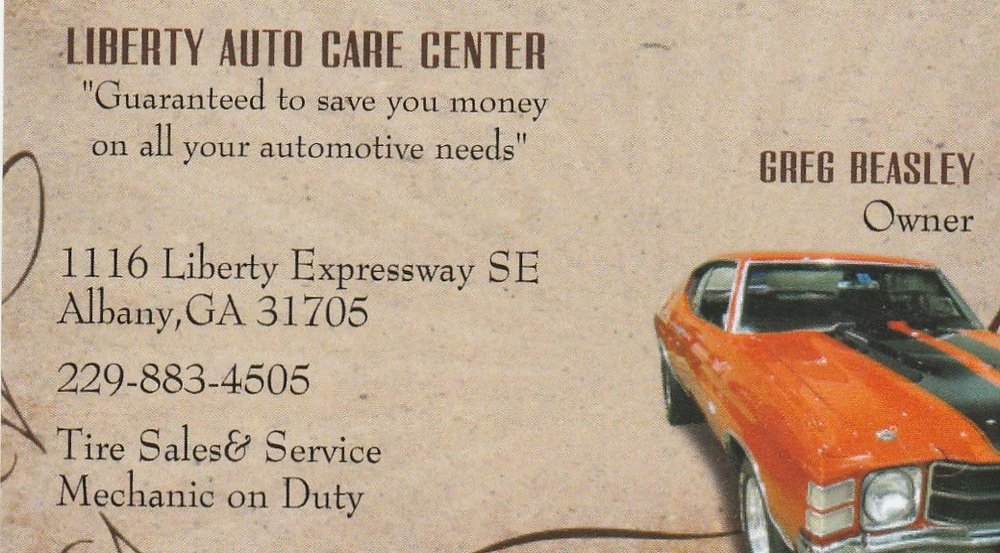 LIBERTY AUTO CARE CENTER
"Guaranteed to save you money
on all your automotive needs"
GREG BEASLEY
Owner
1116 Liberty Expressway SE
Albany,GA 31705
229-883-4505
Tire Sales& Service
Mechanic on Duty